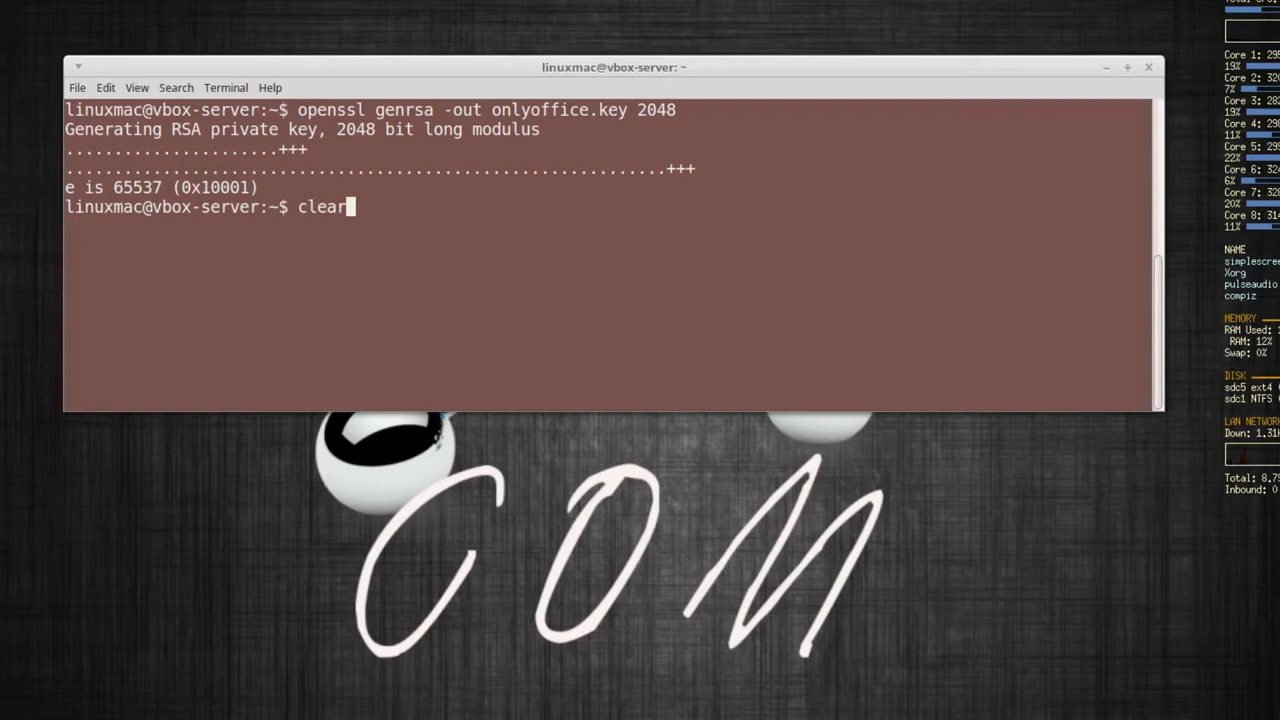 linuxmac@vbox-server: ~
File Edit View Search Terminal Help
linuxmac@vbox-server:~$ openssl genrsa -out onlyoffice.key 2048
Generating RSA private key, 2048 bit long modulus
......................+++
..............................................................+++
e is 65537 (0x10001)
linuxmac@vbox-server:~$ clear
COM
Core 1: 29
19%
Core 2: 32
7%
Core 3: 28
19%
Core 4: 29
11%
Core 5: 29
22%
Core 6: 29
6%
Core 7: 32
20%
Core 8: 31
11%
NAME
simplescree
Xorg
pulseaudio
compiz
MEMORY
RAM Used: 1
RAM: 12%
Swap: 0%
DISK
sdc5 ext4
sdc1 NTFS
LAN NETWOR
Down: 1.31
Total: 8.7
Inbound: 0